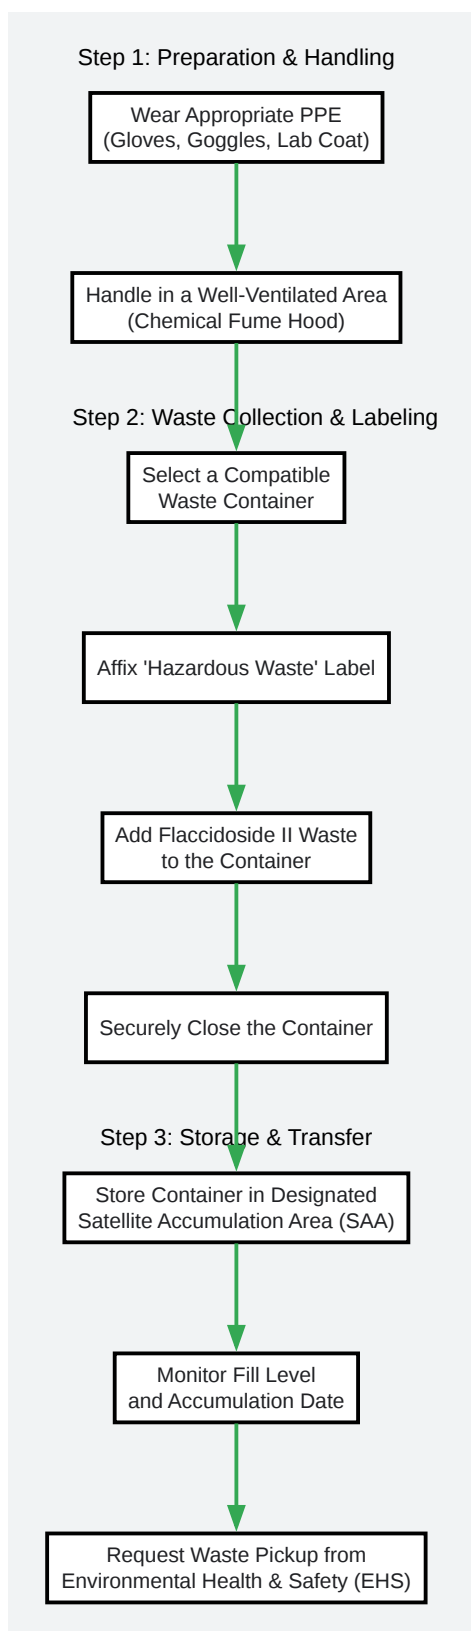 Step 1: Preparation & Handling
Wear Appropriate PPE
(Gloves, Goggles, Lab Coat)
Handle in a Well-Ventilated Area
(Chemical Fume Hood)
Step 2: Waste Collection & Labeling
Select a Compatible
Waste Container
Affix 'Hazardous Waste' Label
Add Flaccidoside II Waste
to the Container
Securely Close the Container
Step 3: Storage & Transfer
Store Container in Designated
Satellite Accumulation Area (SAA)
Monitor Fill Level
and Accumulation Date
Request Waste Pickup from
Environmental Health & Safety (EHS)